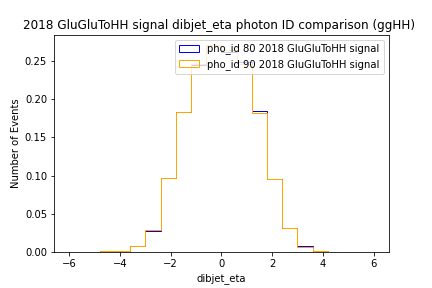 2018 GluGluToHH signal dibjet_eta photon ID comparison (ggHH)
pho_id 80 2018 GluGluToHH signal
pho_id 90 2018 GluGluToHH signal
Number of Events
0.25
0.20
0.15
0.10
0.05
0.00
−6 −4 −2 0 2 4 6
dibjet_eta